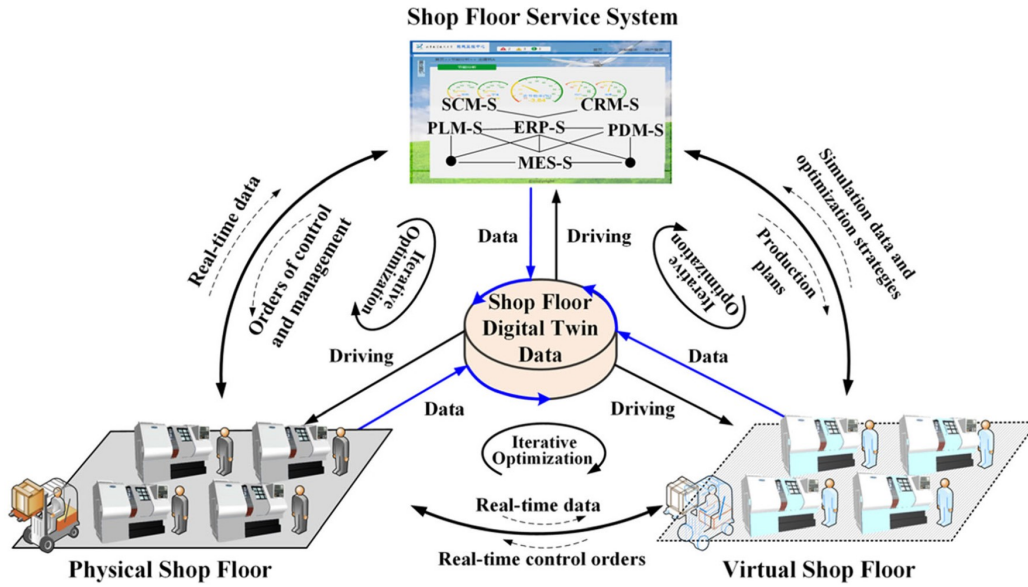 Shop Floor Service System
SCM-S
CRM-S
PLM-S
ERP-S
PDM-S
MES-S
Real-time data
Orders of control
and management
Iterative
Optimization
Data
Driving
Iterative
Optimization
Production
plans
Simulation data and
optimization strategies
Shop Floor
Digital Twin
Data
Driving
Data
Data
Driving
Iterative
Optimization
Real-time data
Real-time control orders
Physical Shop Floor
Virtual Shop Floor